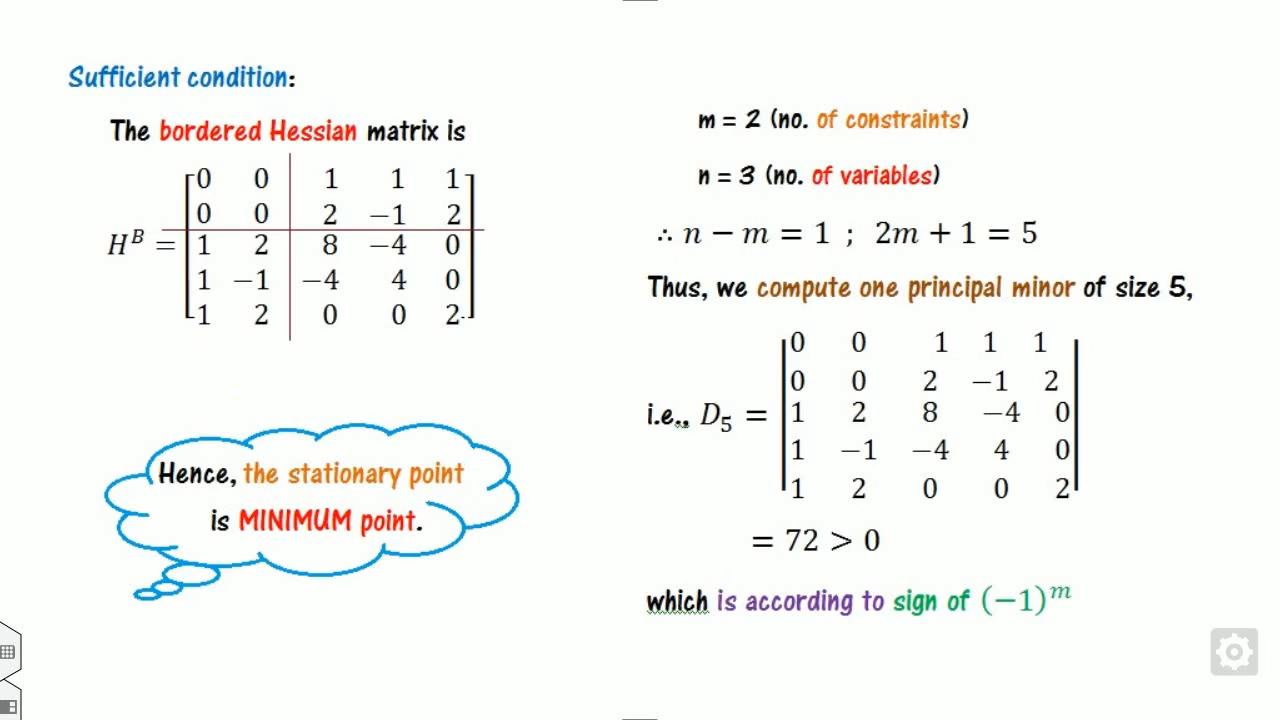 Sufficient condition:
The bordered Hessian matrix is
H^B =
0 0 1 1 1
0 0 2 −1 2
1 2 8 −4 0
1 −1 −4 4 0
1 2 0 0 2
Hence, the stationary point
is MINIMUM point.
m = 2 (no. of constraints)
n = 3 (no. of variables)
∴ n − m = 1 ; 2m + 1 = 5
Thus, we compute one principal minor of size 5,
i.e., D₅ =
0 0 1 1 1
0 0 2 −1 2
1 2 8 −4 0
1 −1 −4 4 0
1 2 0 0 2
= 72 > 0
which is according to sign of (−1)^m